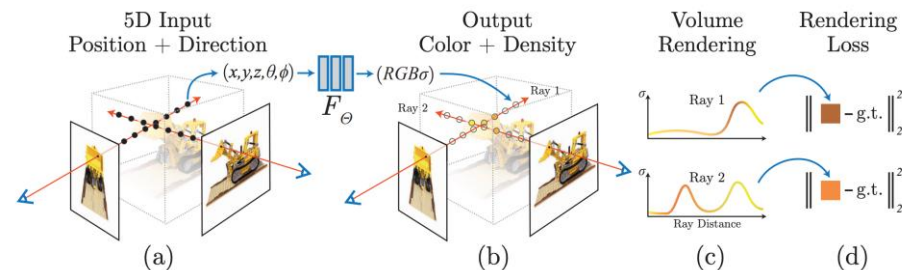 5D Input
Position + Direction
Output
Color + Density
Volume
Rendering
Rendering
Loss
(x,y,z,θ,ϕ)
(RGBσ)
F_Θ
Ray 1
Ray 2
σ
Ray 1
‖ - g.t. ‖₂²
σ
Ray 2
‖ - g.t. ‖₂²
Ray Distance
(a)
(b)
(c)
(d)